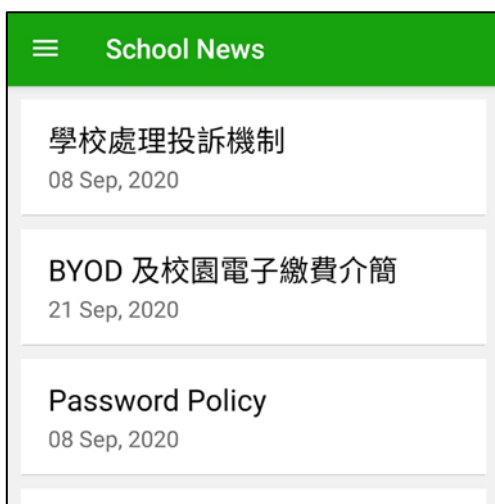 School News
學校處理投訴機制
08 Sep, 2020
BYOD 及校園電子繳費介簡
21 Sep, 2020
Password Policy
08 Sep, 2020